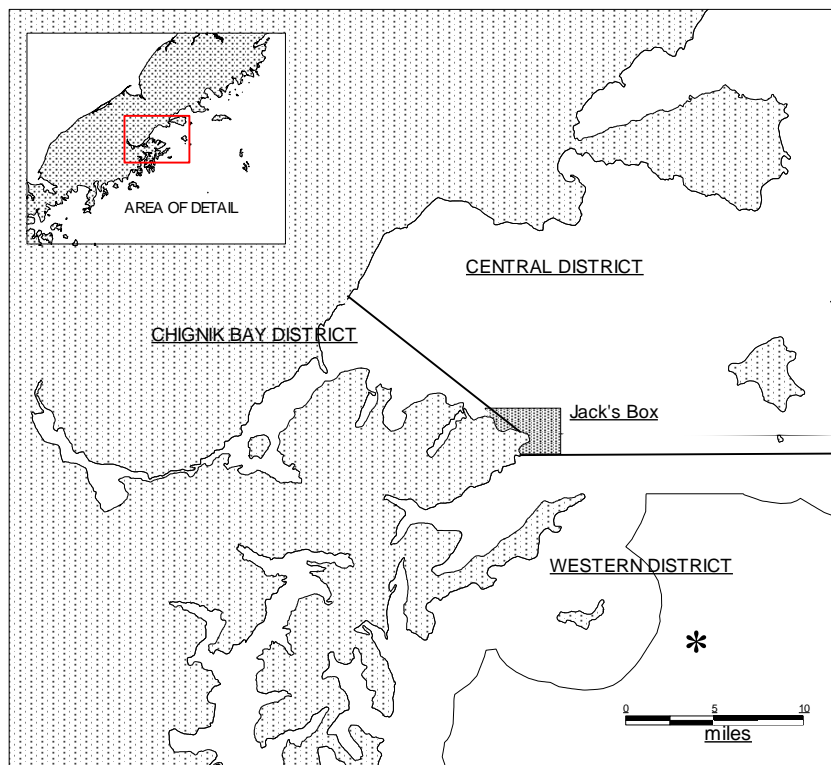 AREA OF DETAIL
CENTRAL DISTRICT
CHIGNIK BAY DISTRICT
Jack's Box
WESTERN DISTRICT
*
0 5 10
miles